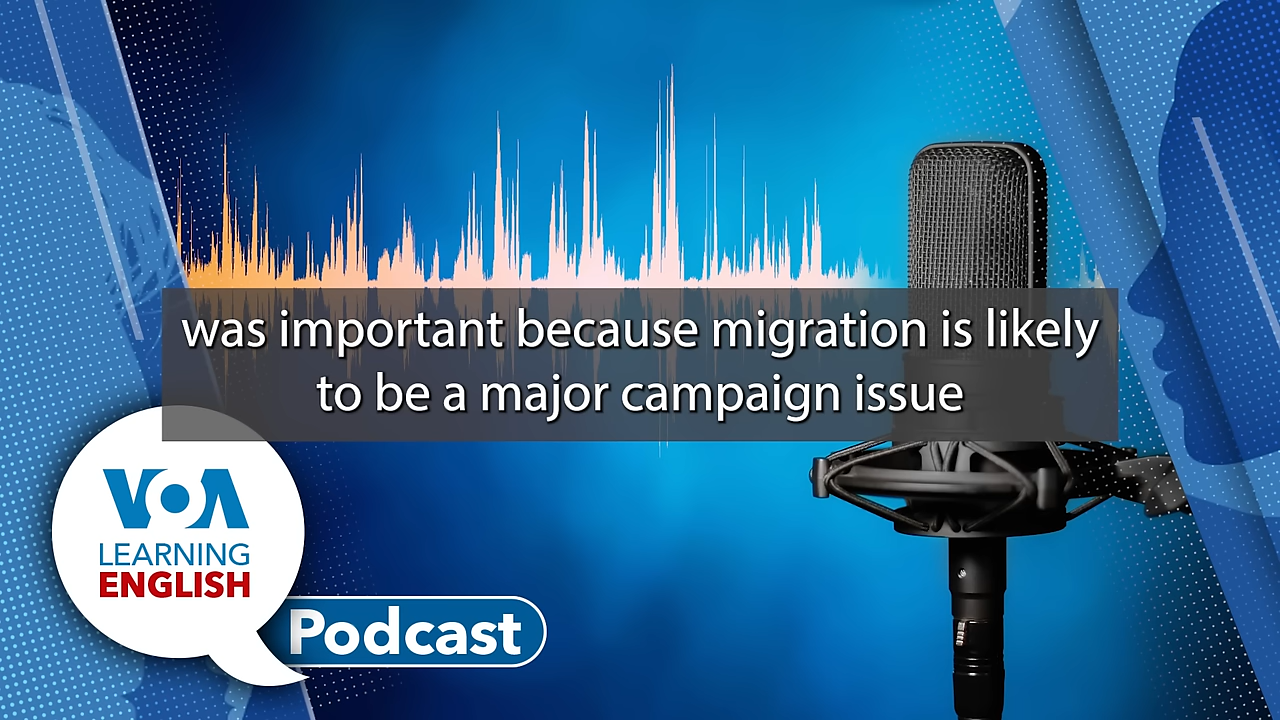 was important because migration is likely
to be a major campaign issue
VOA
LEARNING
ENGLISH
Podcast